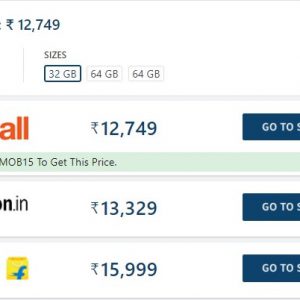 : ₹ 12,749
SIZES
32 GB 64 GB 64 GB
all ₹12,749 GO TO S
MOB15 To Get This Price.
on.in ₹13,329 GO TO S
₹15,999 GO TO S